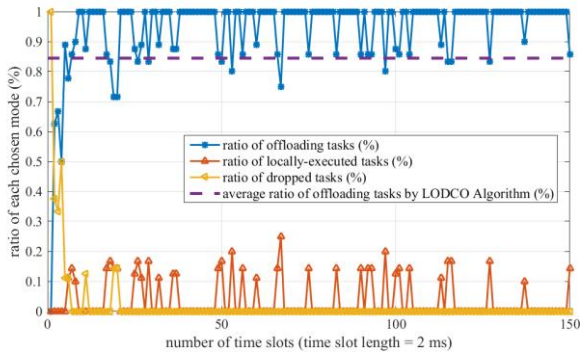 ratio of each chosen mode (%)
1
0.9
0.8
0.7
0.6
0.5
0.4
0.3
0.2
0.1
0
ratio of offloading tasks (%)
ratio of locally-executed tasks (%)
ratio of dropped tasks (%)
average ratio of offloading tasks by LODCO Algorithm (%)
0 50 100 150
number of time slots (time slot length = 2 ms)